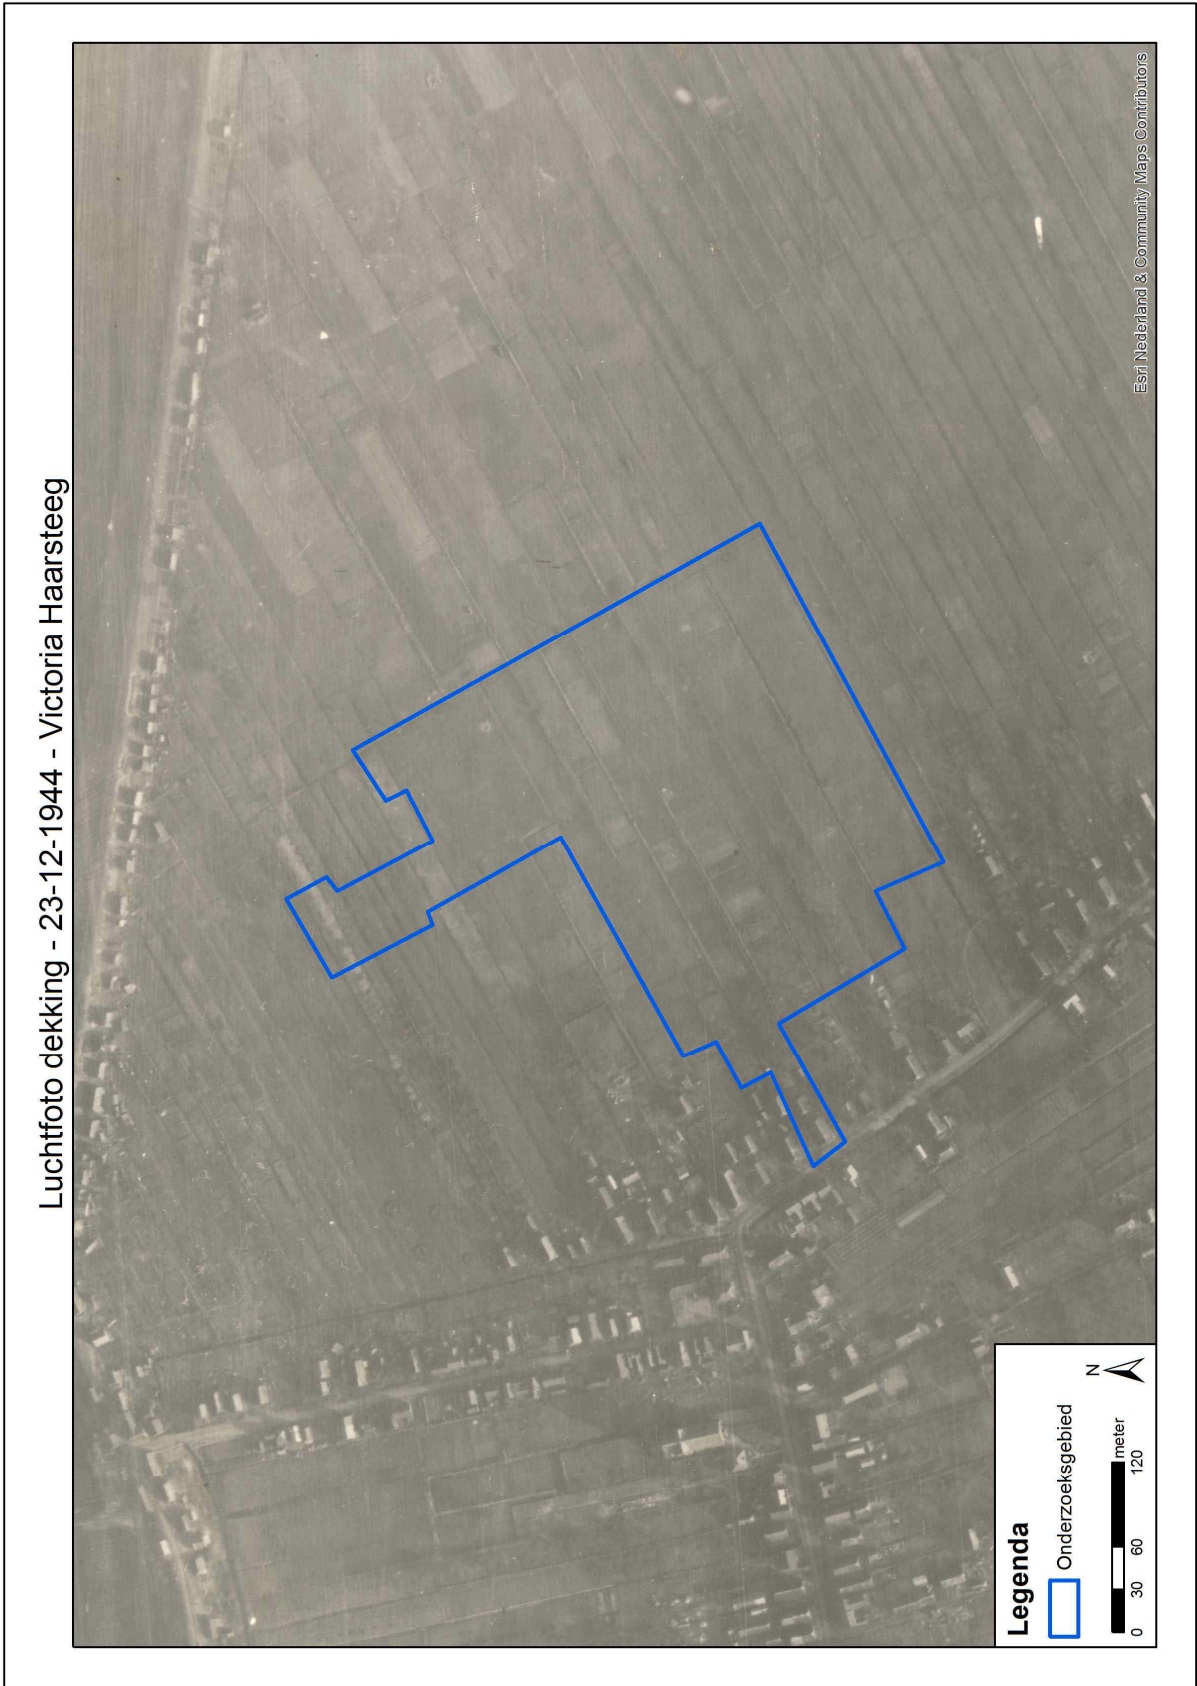 Luchtfoto dekking - 23-12-1944 - Victoria Haarsteeg
Esri Nederland & Community Maps Contributors
Legenda
Onderzoeksgebied
N
0 30 60 120
meter